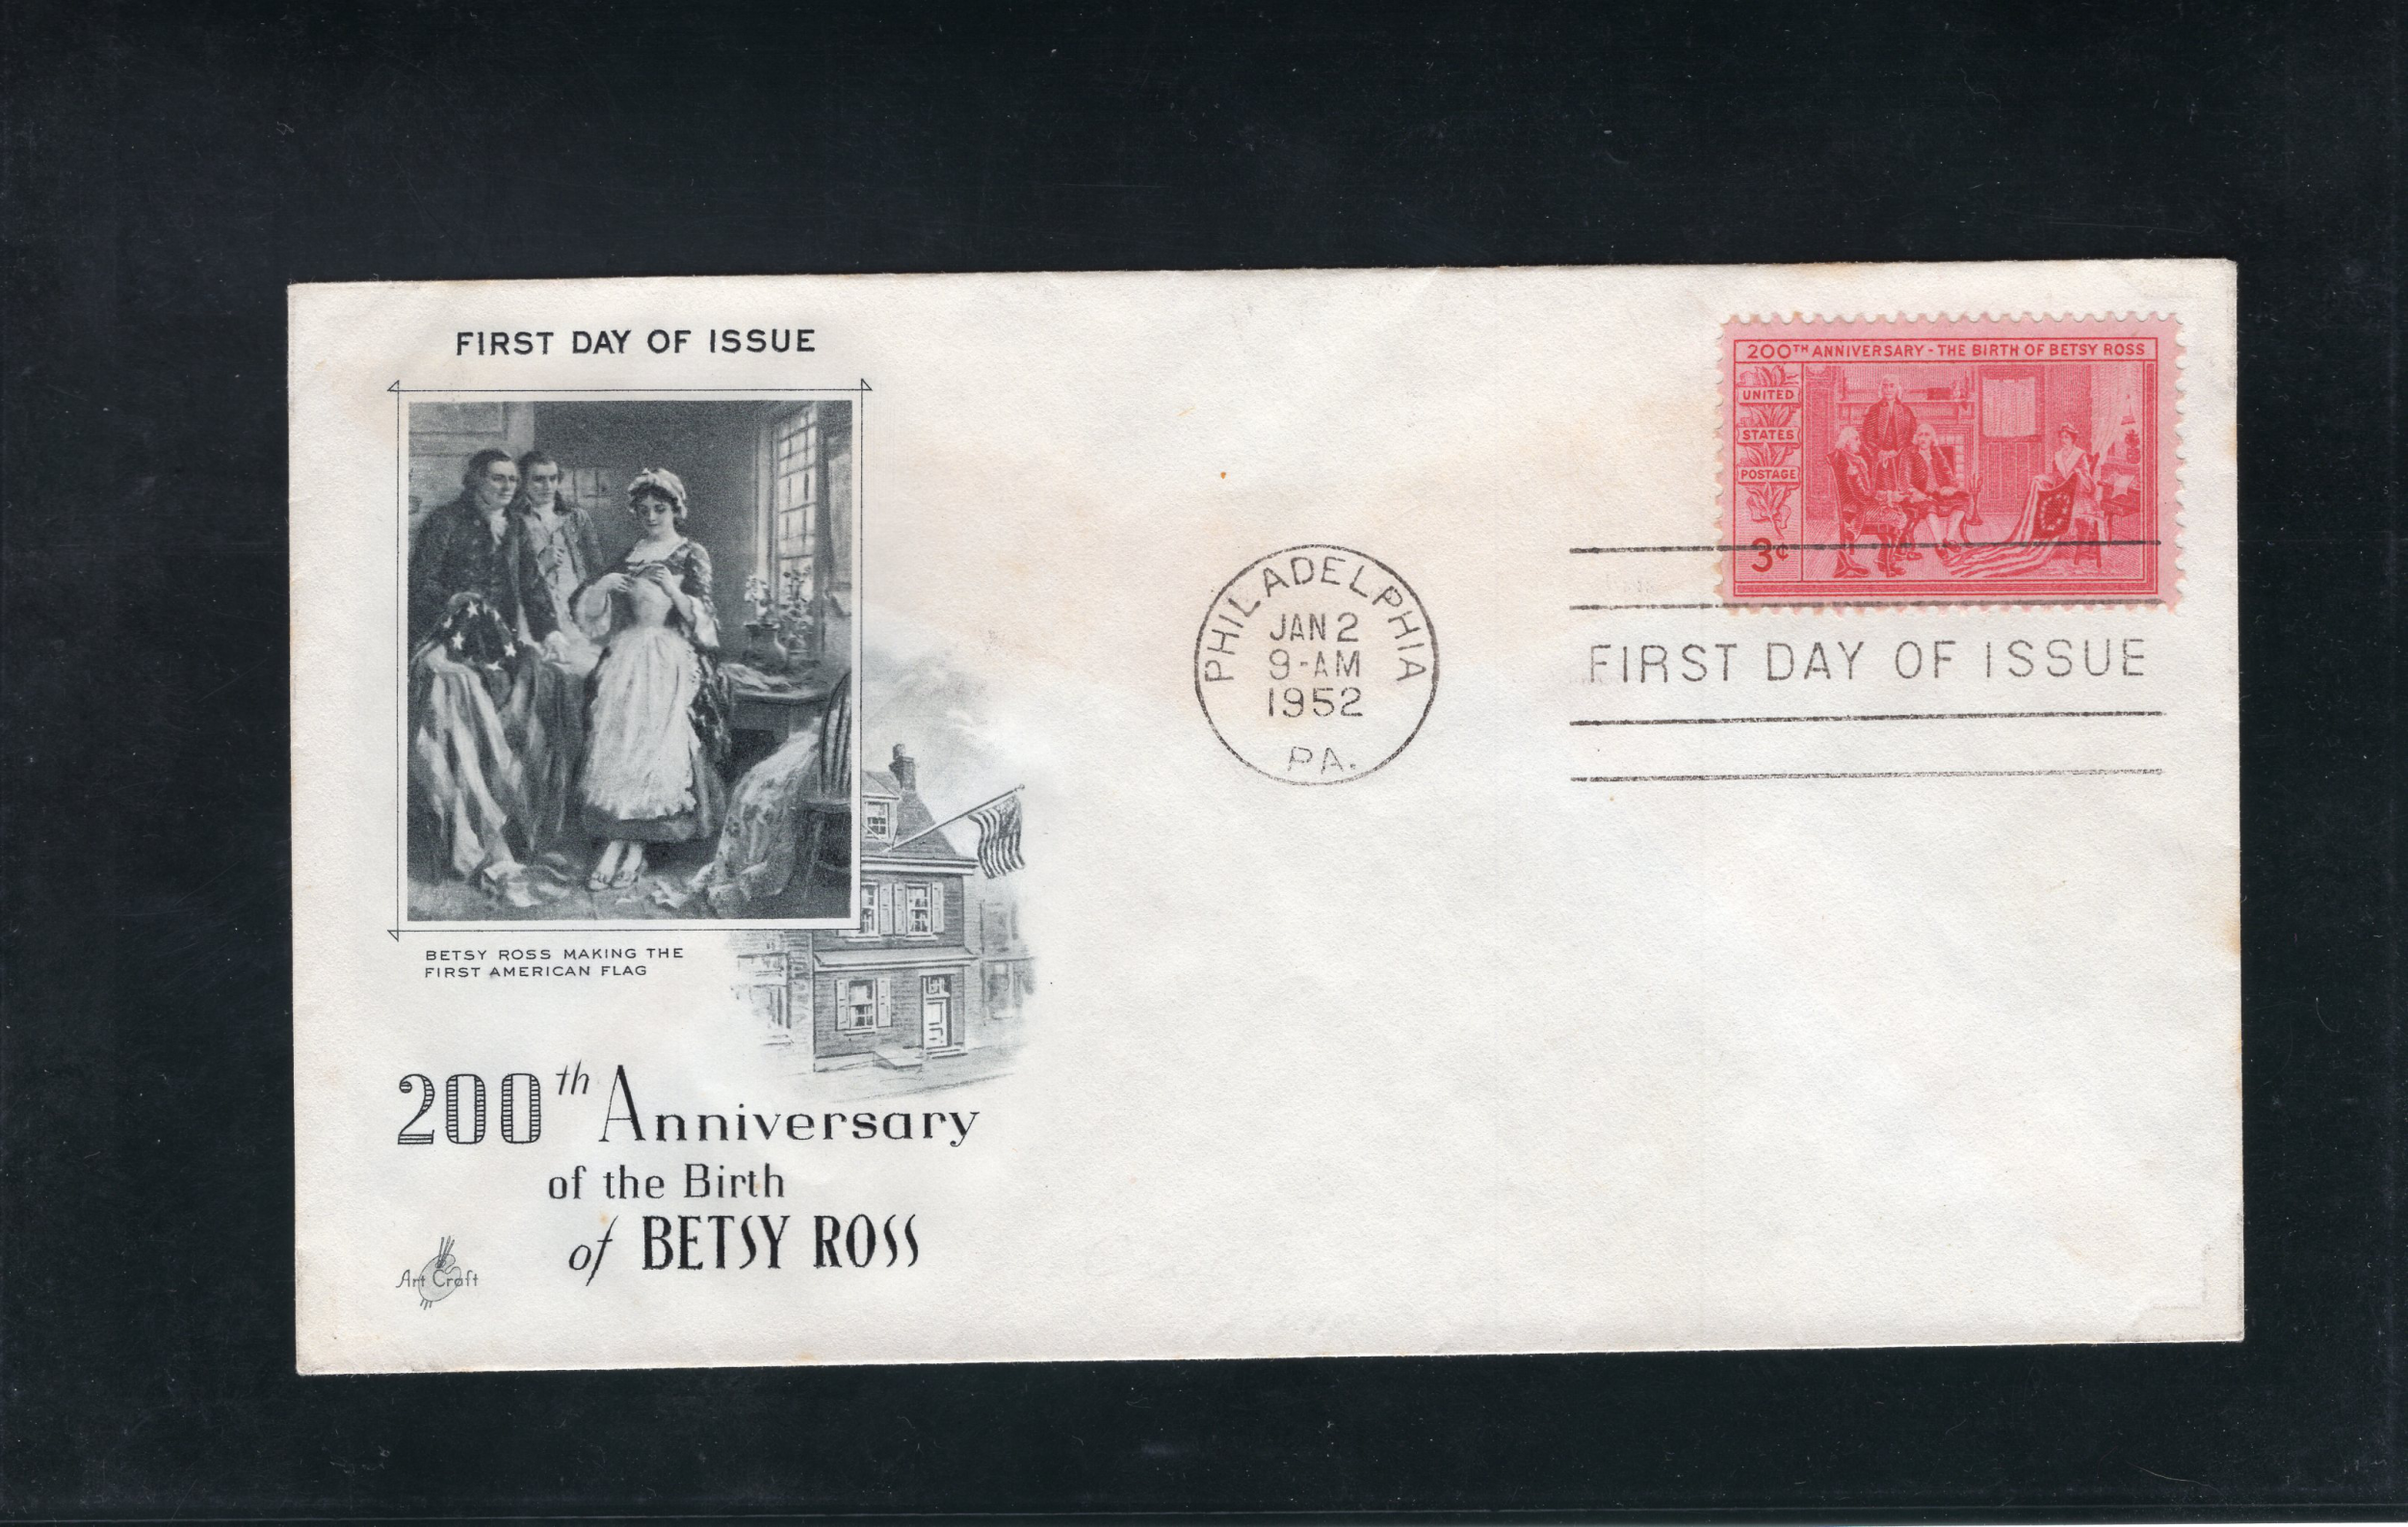 FIRST DAY OF ISSUE
BETSY ROSS MAKING THE
FIRST AMERICAN FLAG
200th Anniversary
of the Birth
of BETSY ROSS
Art Craft
PHILADELPHIA
JAN 2
9-AM
1952
PA.
200TH ANNIVERSARY - THE BIRTH OF BETSY ROSS
UNITED
STATES
POSTAGE
3¢
FIRST DAY OF ISSUE